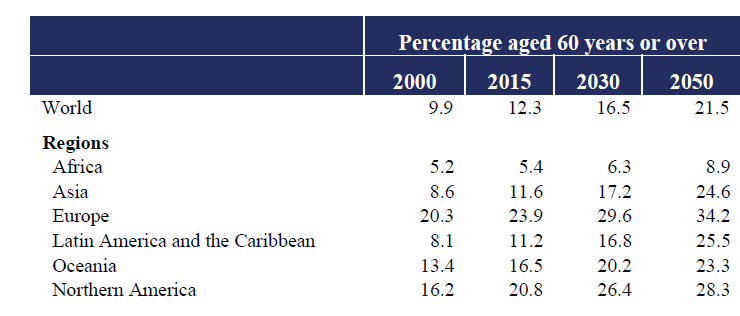 Percentage aged 60 years or over
2000 2015 2030 2050
World 9.9 12.3 16.5 21.5
Regions
Africa 5.2 5.4 6.3 8.9
Asia 8.6 11.6 17.2 24.6
Europe 20.3 23.9 29.6 34.2
Latin America and the Caribbean 8.1 11.2 16.8 25.5
Oceania 13.4 16.5 20.2 23.3
Northern America 16.2 20.8 26.4 28.3